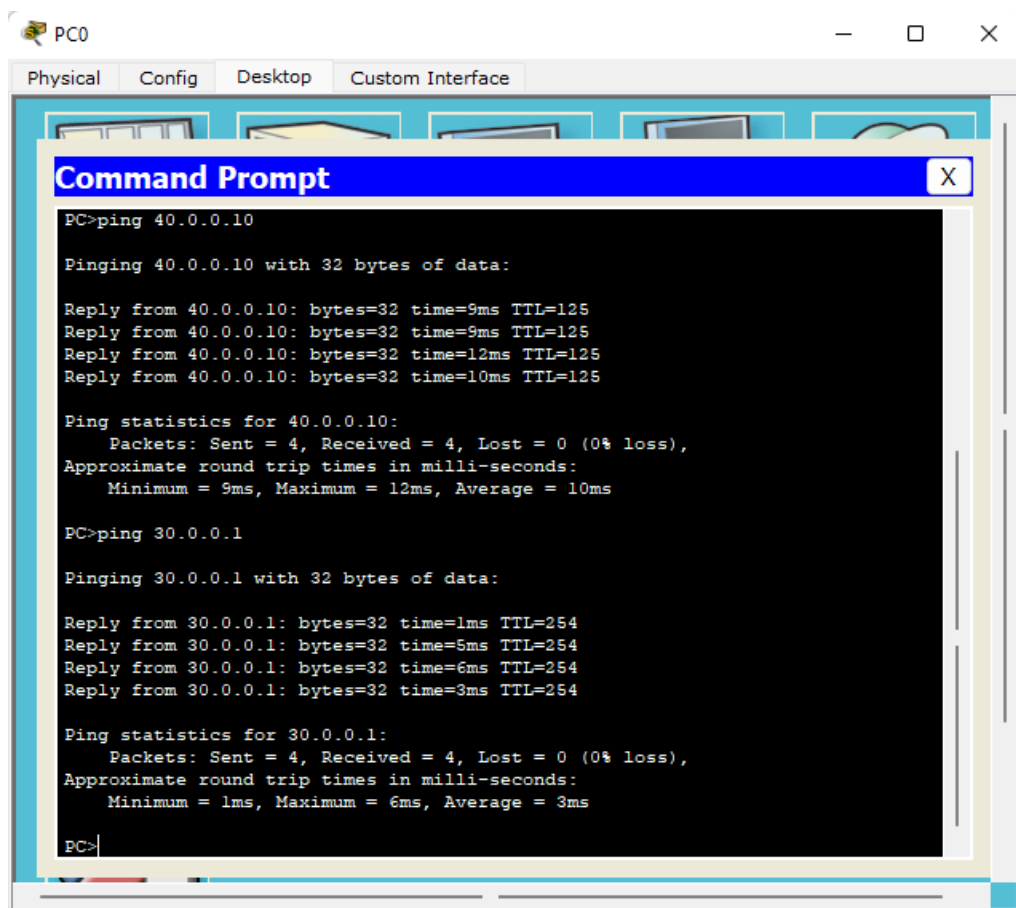 PC0
Physical Config Desktop Custom Interface
Command Prompt X
PC>ping 40.0.0.10
Pinging 40.0.0.10 with 32 bytes of data:
Reply from 40.0.0.10: bytes=32 time=9ms TTL=125
Reply from 40.0.0.10: bytes=32 time=9ms TTL=125
Reply from 40.0.0.10: bytes=32 time=12ms TTL=125
Reply from 40.0.0.10: bytes=32 time=10ms TTL=125
Ping statistics for 40.0.0.10:
Packets: Sent = 4, Received = 4, Lost = 0 (0% loss),
Approximate round trip times in milli-seconds:
Minimum = 9ms, Maximum = 12ms, Average = 10ms
PC>ping 30.0.0.1
Pinging 30.0.0.1 with 32 bytes of data:
Reply from 30.0.0.1: bytes=32 time=1ms TTL=254
Reply from 30.0.0.1: bytes=32 time=5ms TTL=254
Reply from 30.0.0.1: bytes=32 time=6ms TTL=254
Reply from 30.0.0.1: bytes=32 time=3ms TTL=254
Ping statistics for 30.0.0.1:
Packets: Sent = 4, Received = 4, Lost = 0 (0% loss),
Approximate round trip times in milli-seconds:
Minimum = 1ms, Maximum = 6ms, Average = 3ms
PC>